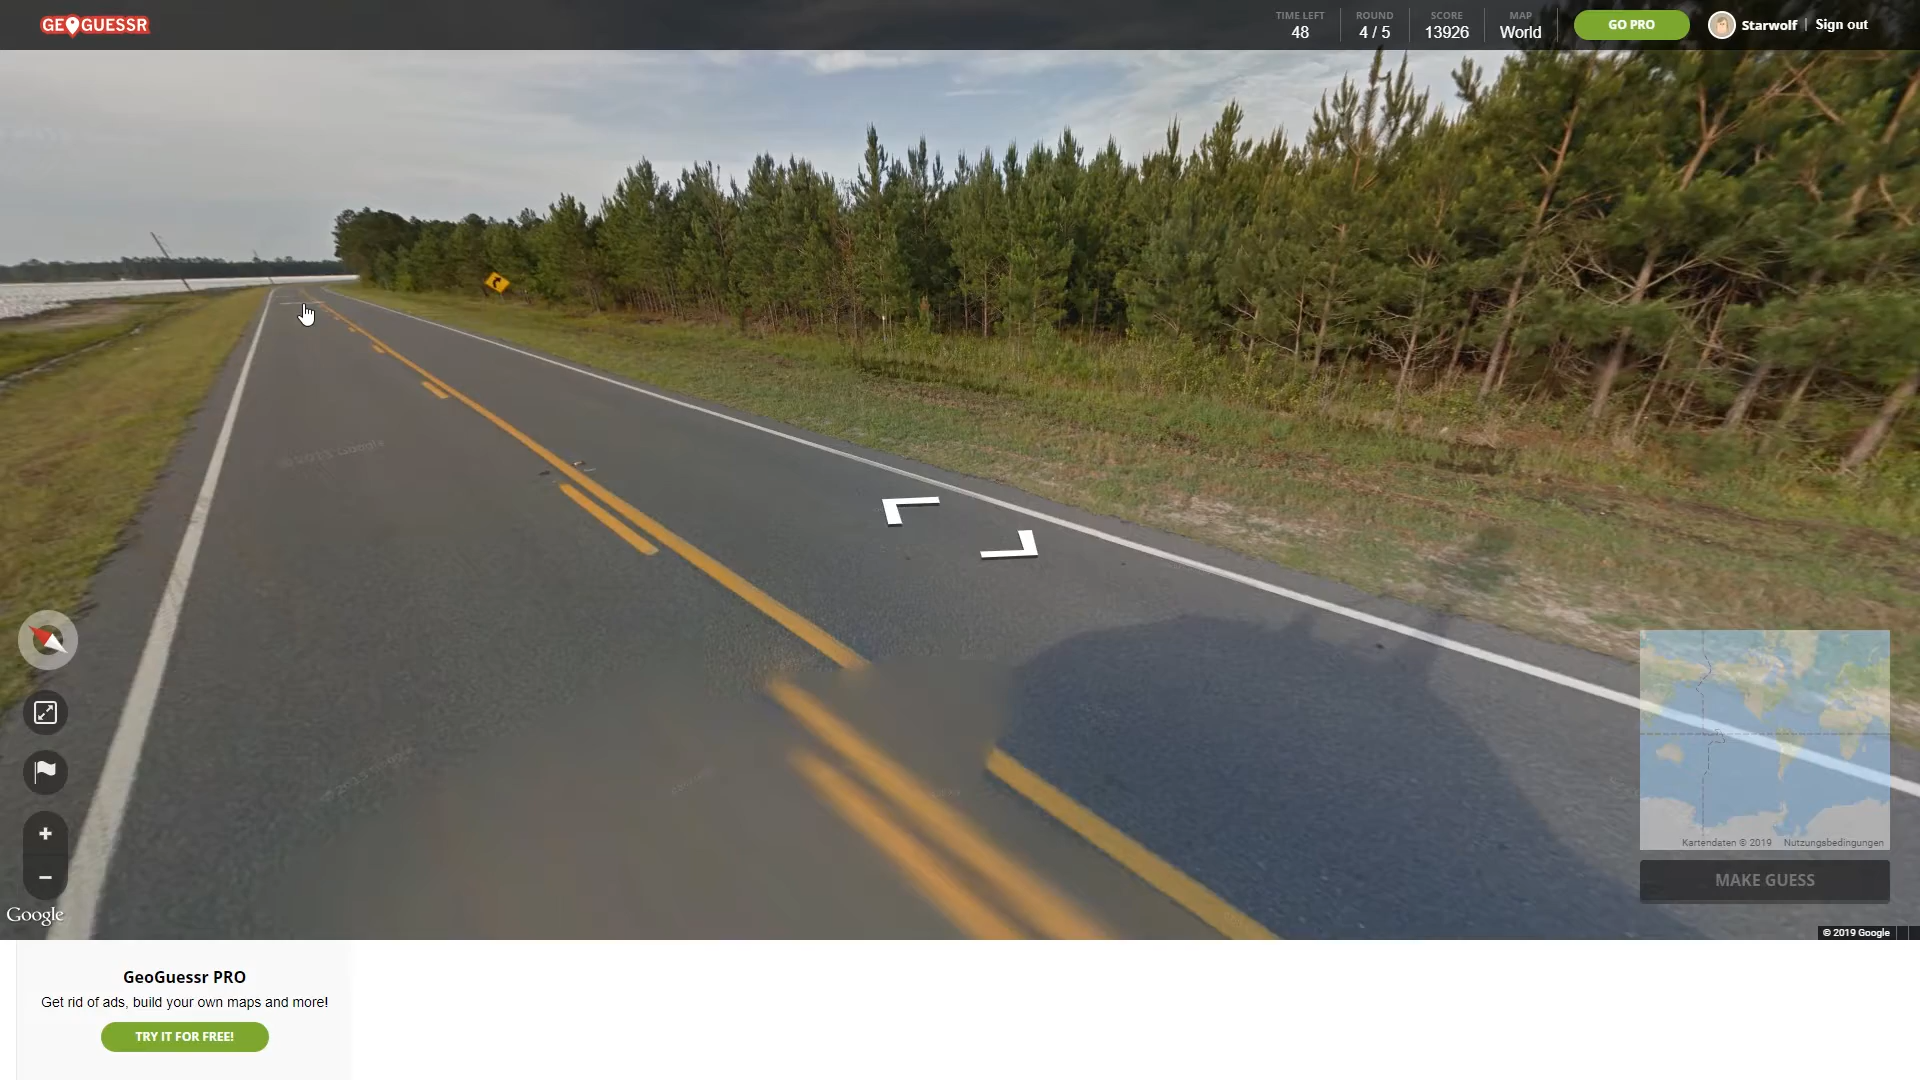 GEOGUESSR
TIME LEFT
48
ROUND
4 / 5
SCORE
13926
MAP
World
GO PRO
Starwolf | Sign out
Kartendaten © 2019 Nutzungsbedingungen
MAKE GUESS
Google
© 2019 Google
GeoGuessr PRO
Get rid of ads, build your own maps and more!
TRY IT FOR FREE!